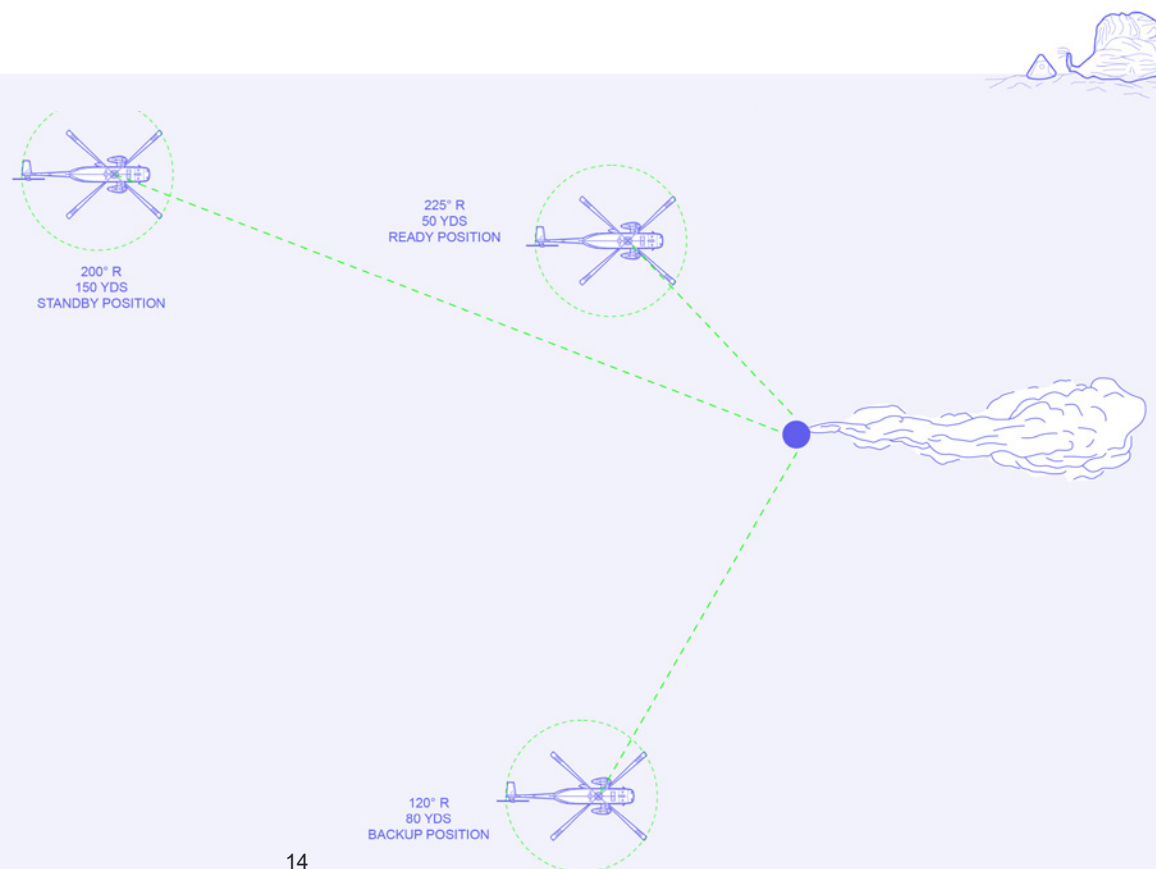 225° R
50 YDS
READY POSITION
200° R
150 YDS
STANDBY POSITION
120° R
80 YDS
BACKUP POSITION
14